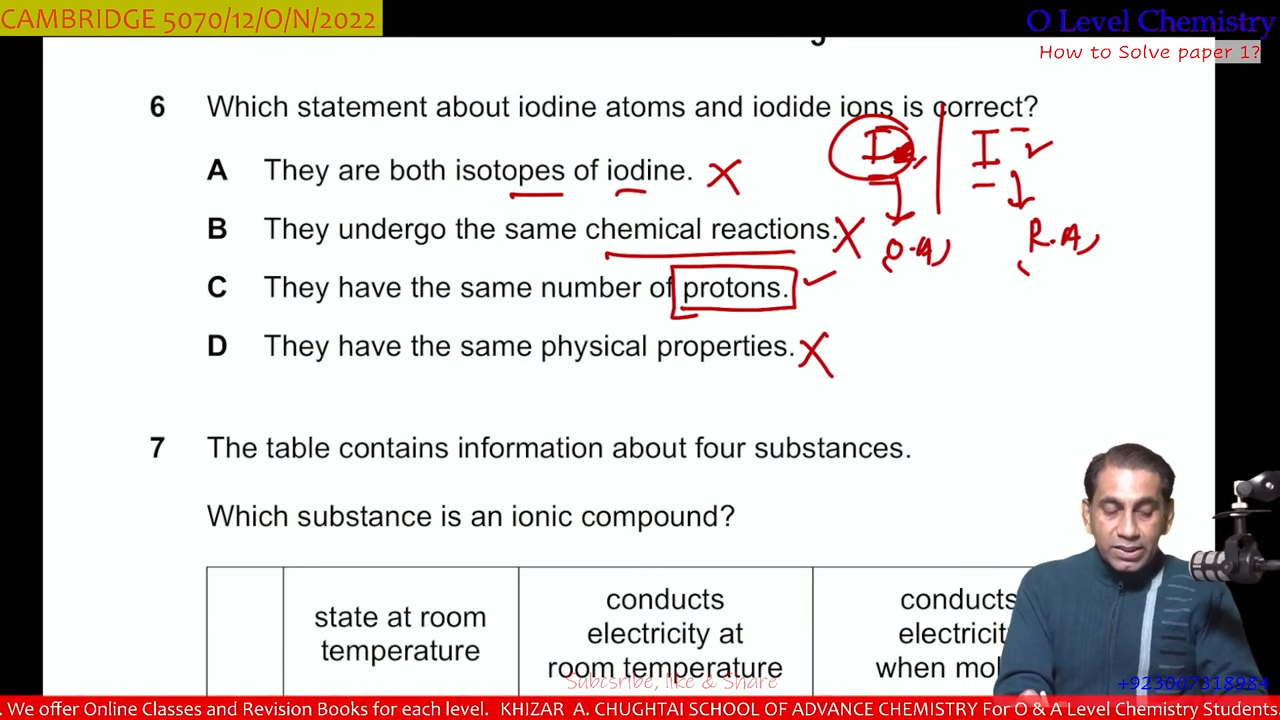 CAMBRIDGE 5070/12/O/N/2022
O Level Chemistry
How to Solve paper 1?
6 Which statement about iodine atoms and iodide ions is correct?
I I⁻
A They are both isotopes of iodine. X
B They undergo the same chemical reactions. X
(O.A) (R.A)
C They have the same number of protons. ✓
D They have the same physical properties. X
7 The table contains information about four substances.
Which substance is an ionic compound?
state at room temperature
conducts electricity at room temperature
conducts
when
Subcsribe, like & Share
+923007318984
. We offer Online Classes and Revision Books for each level. KHIZAR A. CHUGHTAI SCHOOL OF ADVANCE CHEMISTRY For O & A Level Chemistry Students